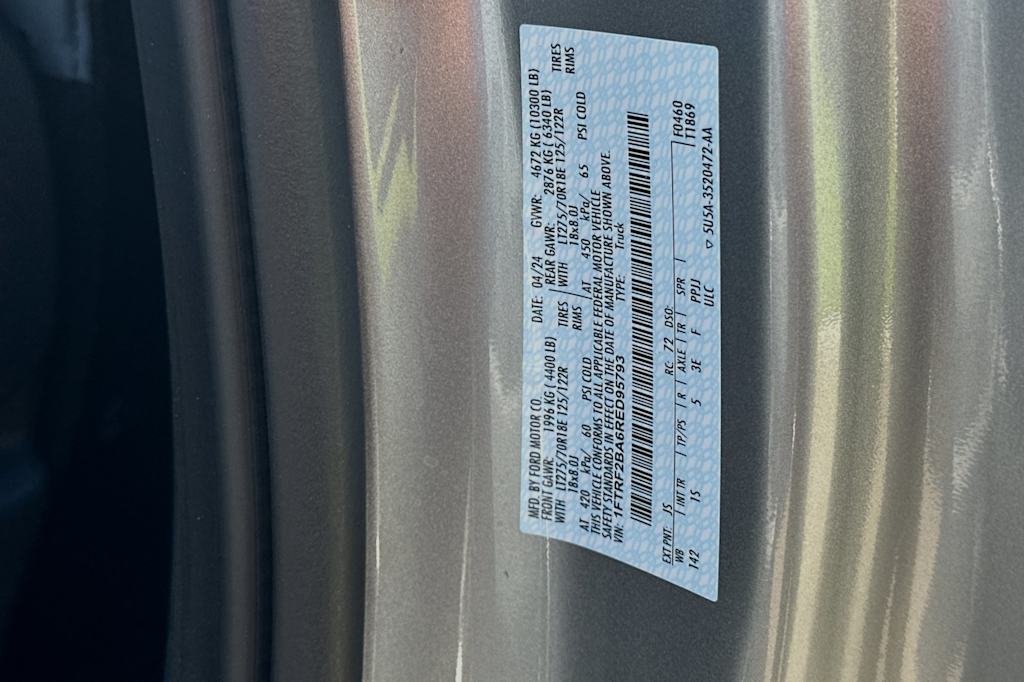 MFD. BY FORD MOTOR CO. DATE: 04/24 GVWR: 4672 KG (10300 LB)
FRONT GAWR: 1996 KG ( 4400 LB) REAR GAWR: 2876 KG ( 6340 LB)
WITH LT275/70R18E 125/122R TIRES WITH LT275/70R18E 125/122R TIRES
18x8.0J RIMS 18x8.0J RIMS
AT 420 kPa/ 60 PSI COLD AT 450 kPa/ 65 PSI COLD
THIS VEHICLE CONFORMS TO ALL APPLICABLE FEDERAL MOTOR VEHICLE
SAFETY STANDARDS IN EFFECT ON THE DATE OF MANUFACTURE SHOWN ABOVE.
VIN: 1FTRF2BA6RED95793 TYPE: Truck
EXT PNT: JS RC: 72 DSO: F0460
WB INT TR TP/PS R AXLE TR SPR T1869
142 1S 5 3E F PPJJ
ULC ▽ 5U5A-3520472-AA